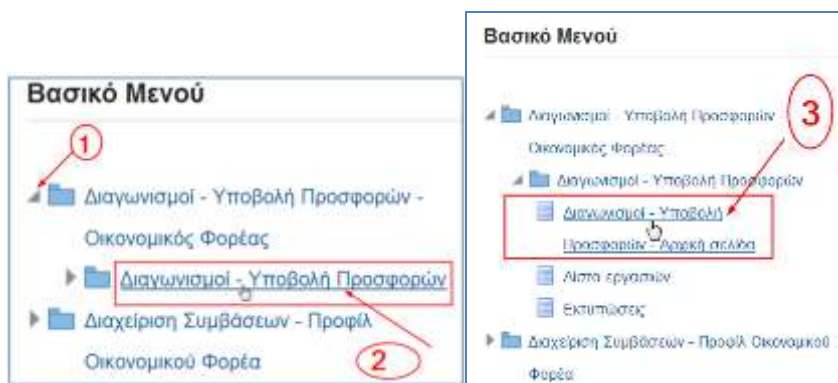 Βασικό Μενού
1
Διαγωνισμοί - Υποβολή Προσφορών -
Οικονομικός Φορέας
Διαγωνισμοί - Υποβολή Προσφορών
Διαχείριση Συμβάσεων - Προφίλ
Οικονομικού Φορέα
2
Βασικό Μενού
3
Διαγωνισμοί - Υποβολή Προσφορών
Οικονομικός Φορέας
Διαγωνισμοί - Υποβολή Προσφορών
Διαγωνισμοί - Υποβολή
Προσφορών - Αρχική σελίδα
Λίστα εργασιών
Εκτυπώσεις
Διαχείριση Συμβάσεων - Προφίλ Οικονομικού
Φορέα